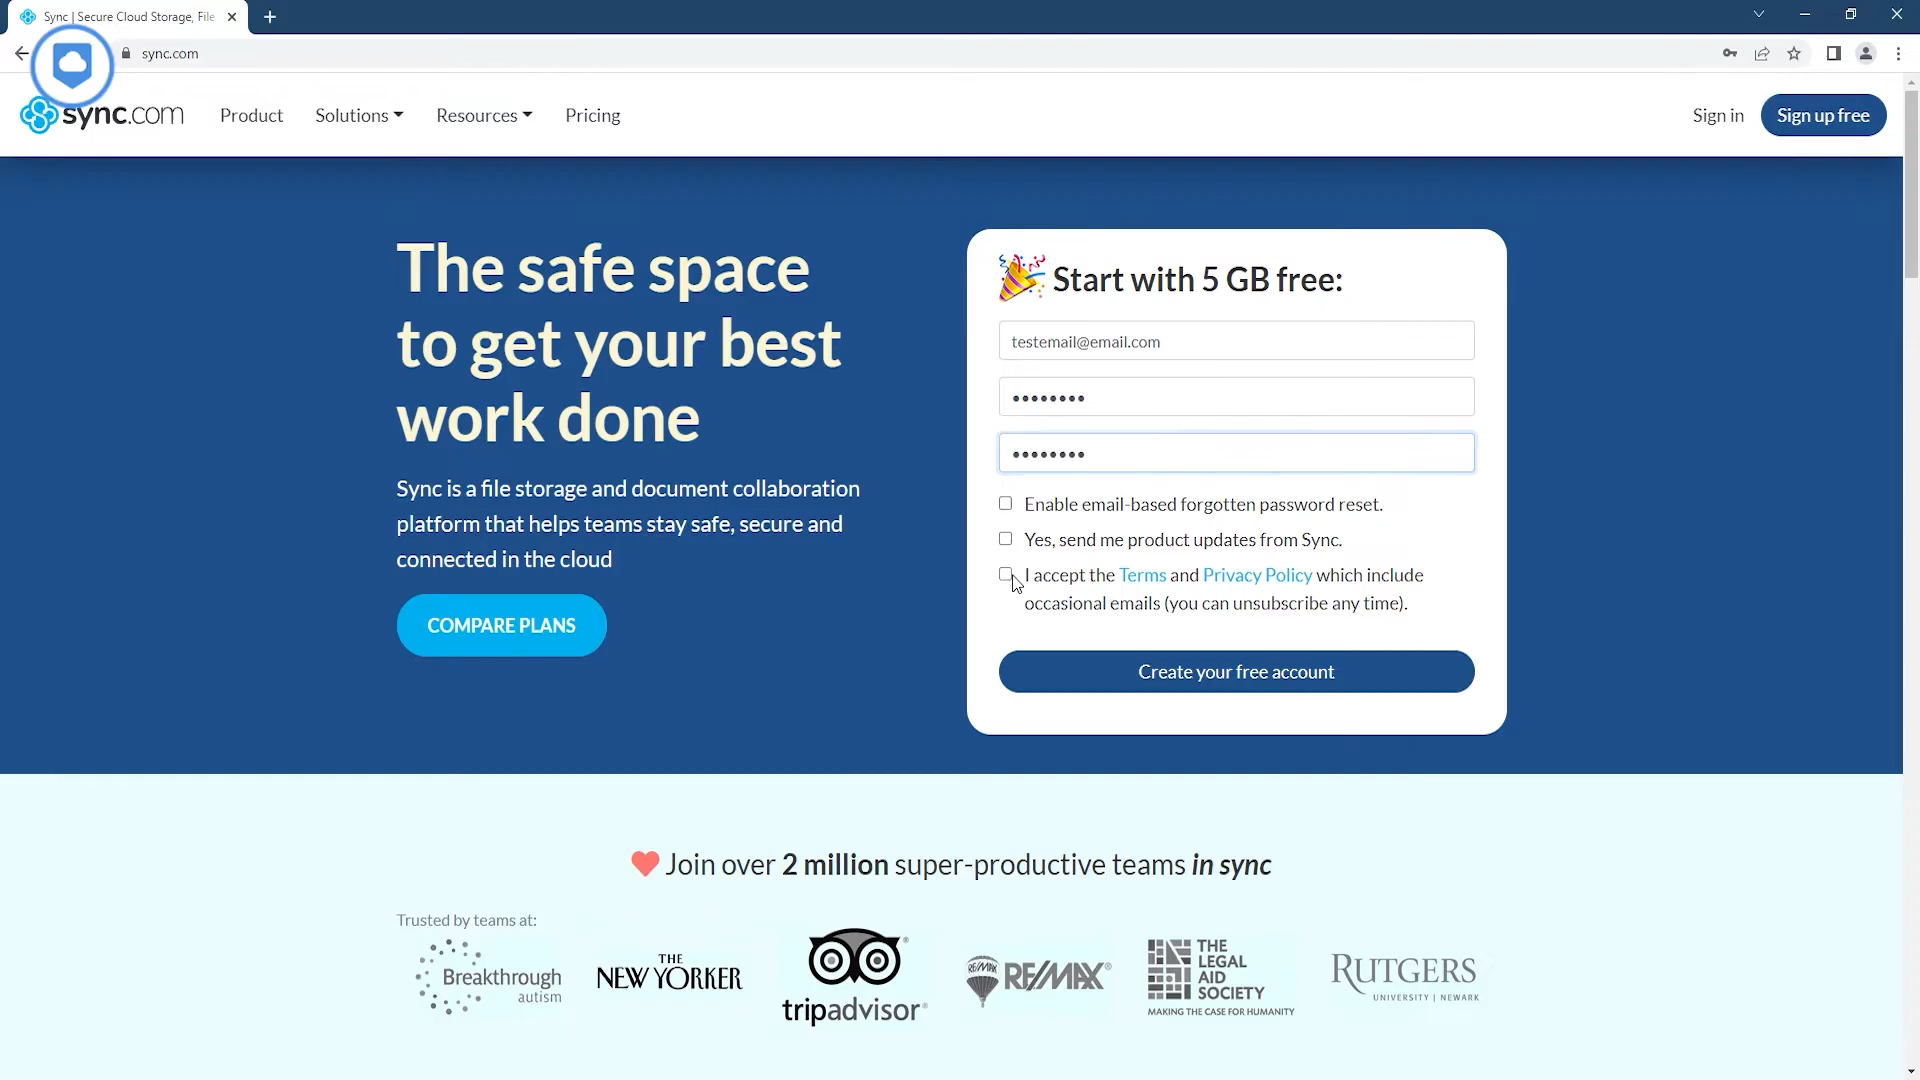 Sync | Secure Cloud Storage, File
sync.com
sync.com
Product
Solutions
Resources
Pricing
Sign in
Sign up free
The safe space
to get your best
work done
Sync is a file storage and document collaboration
platform that helps teams stay safe, secure and
connected in the cloud
COMPARE PLANS
Start with 5 GB free:
testemail@email.com
••••••••
••••••••
Enable email-based forgotten password reset.
Yes, send me product updates from Sync.
I accept the Terms and Privacy Policy which include
occasional emails (you can unsubscribe any time).
Create your free account
Join over 2 million super-productive teams in sync
Trusted by teams at:
Breakthrough
autism
THE
NEW YORKER
tripadvisor®
RE/MAX
RE/MAX®
THE
LEGAL
AID
SOCIETY
MAKING THE CASE FOR HUMANITY
RUTGERS
UNIVERSITY | NEWARK